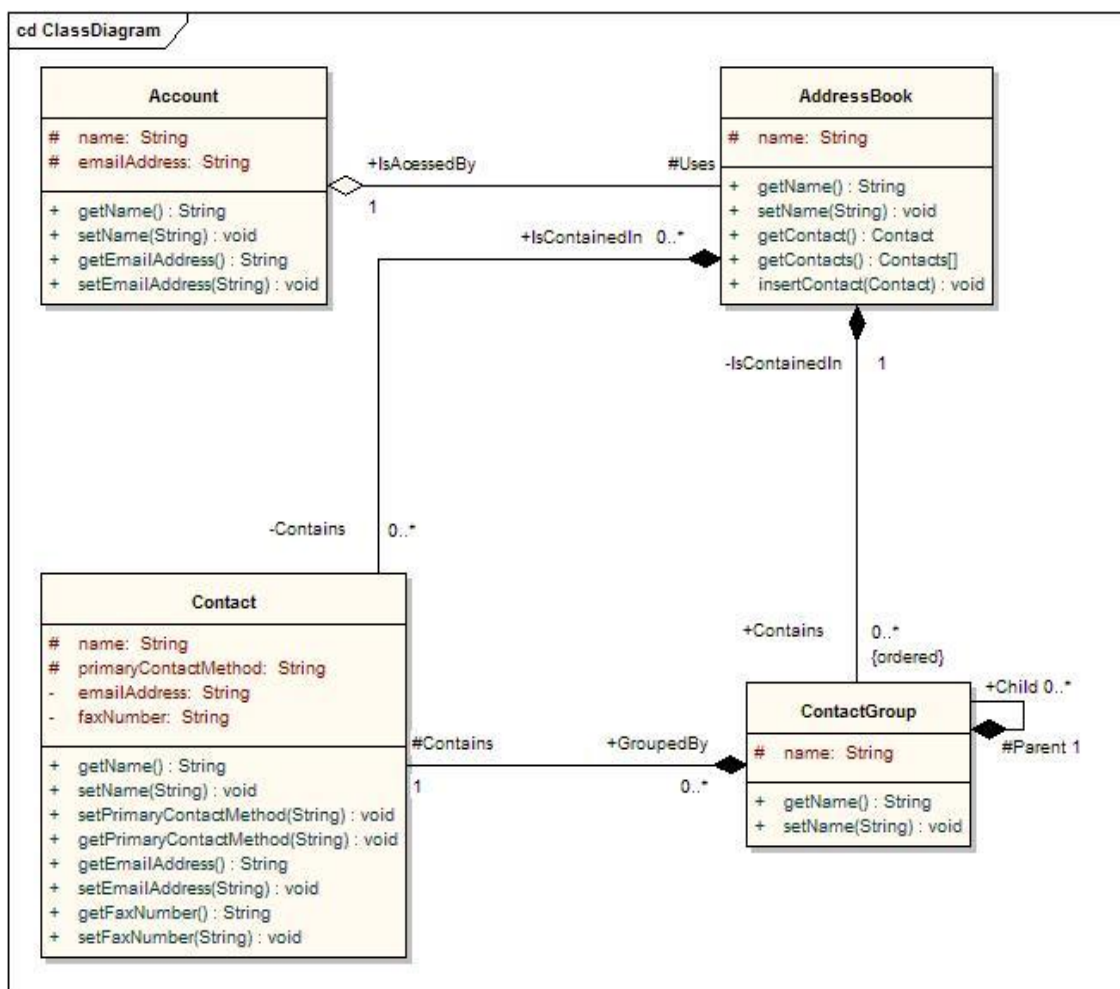 cd ClassDiagram
Account
# name: String
# emailAddress: String
+ getName() : String
+ setName(String) : void
+ getEmailAddress() : String
+ setEmailAddress(String) : void
+IsAcessedBy
1
#Uses
AddressBook
# name: String
+ getName() : String
+ setName(String) : void
+ getContact() : Contact
+ getContacts() : Contacts[]
+ insertContact(Contact) : void
+IsContainedIn 0..*
-IsContainedIn 1
-Contains 0..*
+Contains 0..*
{ordered}
Contact
# name: String
# primaryContactMethod: String
- emailAddress: String
- faxNumber: String
+ getName() : String
+ setName(String) : void
+ setPrimaryContactMethod(String) : void
+ getPrimaryContactMethod(String) : void
+ getEmailAddress() : String
+ setEmailAddress(String) : void
+ getFaxNumber() : String
+ setFaxNumber(String) : void
#Contains
1
+GroupedBy
0..*
ContactGroup
# name: String
+ getName() : String
+ setName(String) : void
+Child 0..*
#Parent 1